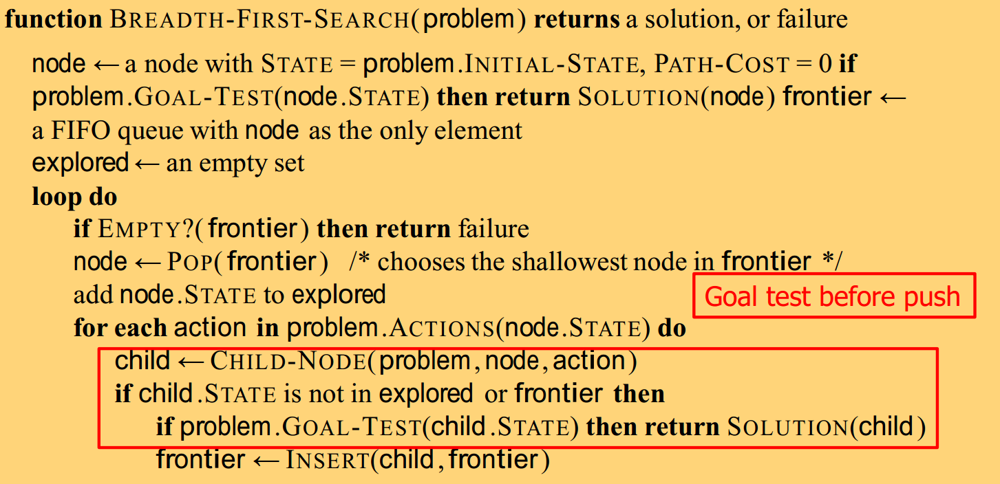 function BREADTH-FIRST-SEARCH(problem) returns a solution, or failure
node ← a node with STATE = problem.INITIAL-STATE, PATH-COST = 0 if
problem.GOAL-TEST(node.STATE) then return SOLUTION(node) frontier ←
a FIFO queue with node as the only element
explored ← an empty set
loop do
if EMPTY?(frontier) then return failure
node ← POP(frontier) /* chooses the shallowest node in frontier */
add node.STATE to explored
Goal test before push
for each action in problem.ACTIONS(node.STATE) do
child ← CHILD-NODE(problem, node, action)
if child.STATE is not in explored or frontier then
if problem.GOAL-TEST(child.STATE) then return SOLUTION(child)
frontier ← INSERT(child, frontier)